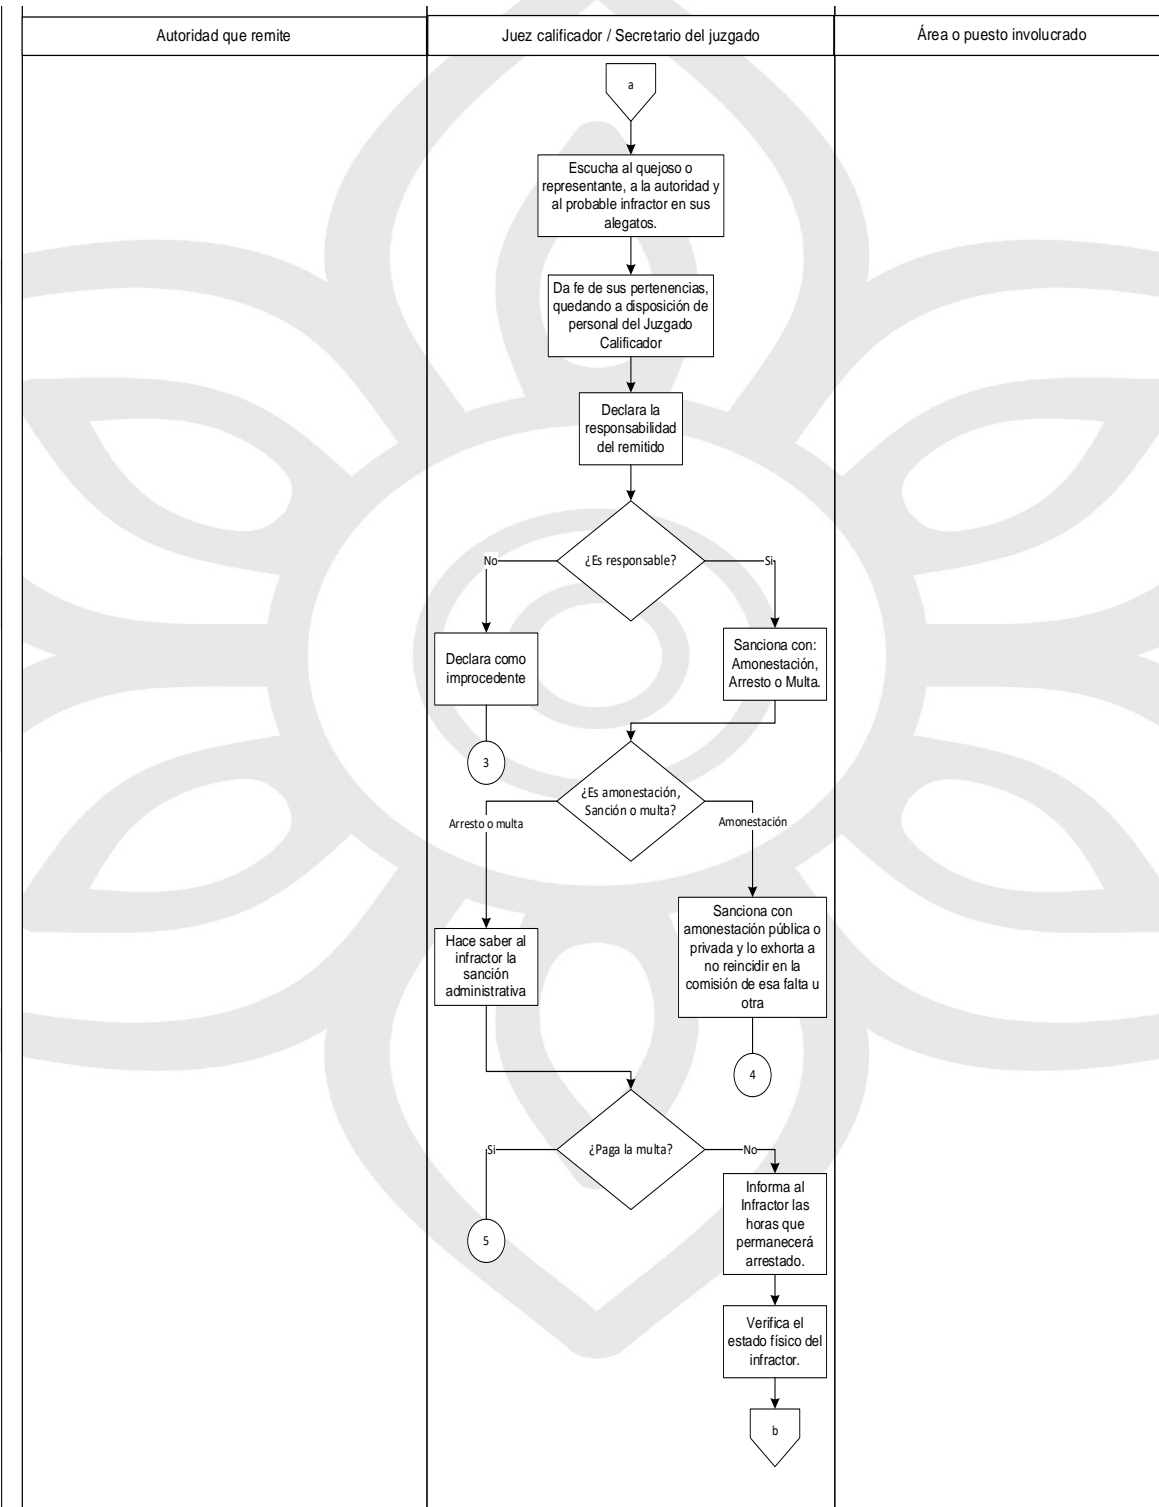 Autoridad que remite
Juez calificador / Secretario del juzgado
Área o puesto involucrado
a
Escucha al quejoso o
representante, a la autoridad y
al probable infractor en sus
alegatos.
Da fe de sus pertenencias,
quedando a disposición de
personal del Juzgado
Calificador
Declara la
responsabilidad
del remitido
¿Es responsable?
No
Si
Declara como
improcedente
Sanciona con:
Amonestación,
Arresto o Multa.
3
¿Es amonestación,
Sanción o multa?
Arresto o multa
Amonestación
Hace saber al
infractor la
sanción
administrativa
Sanciona con
amonestación pública o
privada y lo exhorta a
no reincidir en la
comisión de esa falta u
otra
4
¿Paga la multa?
Si
No
5
Informa al
Infractor las
horas que
permanecerá
arrestado.
Verifica el
estado físico del
infractor.
b